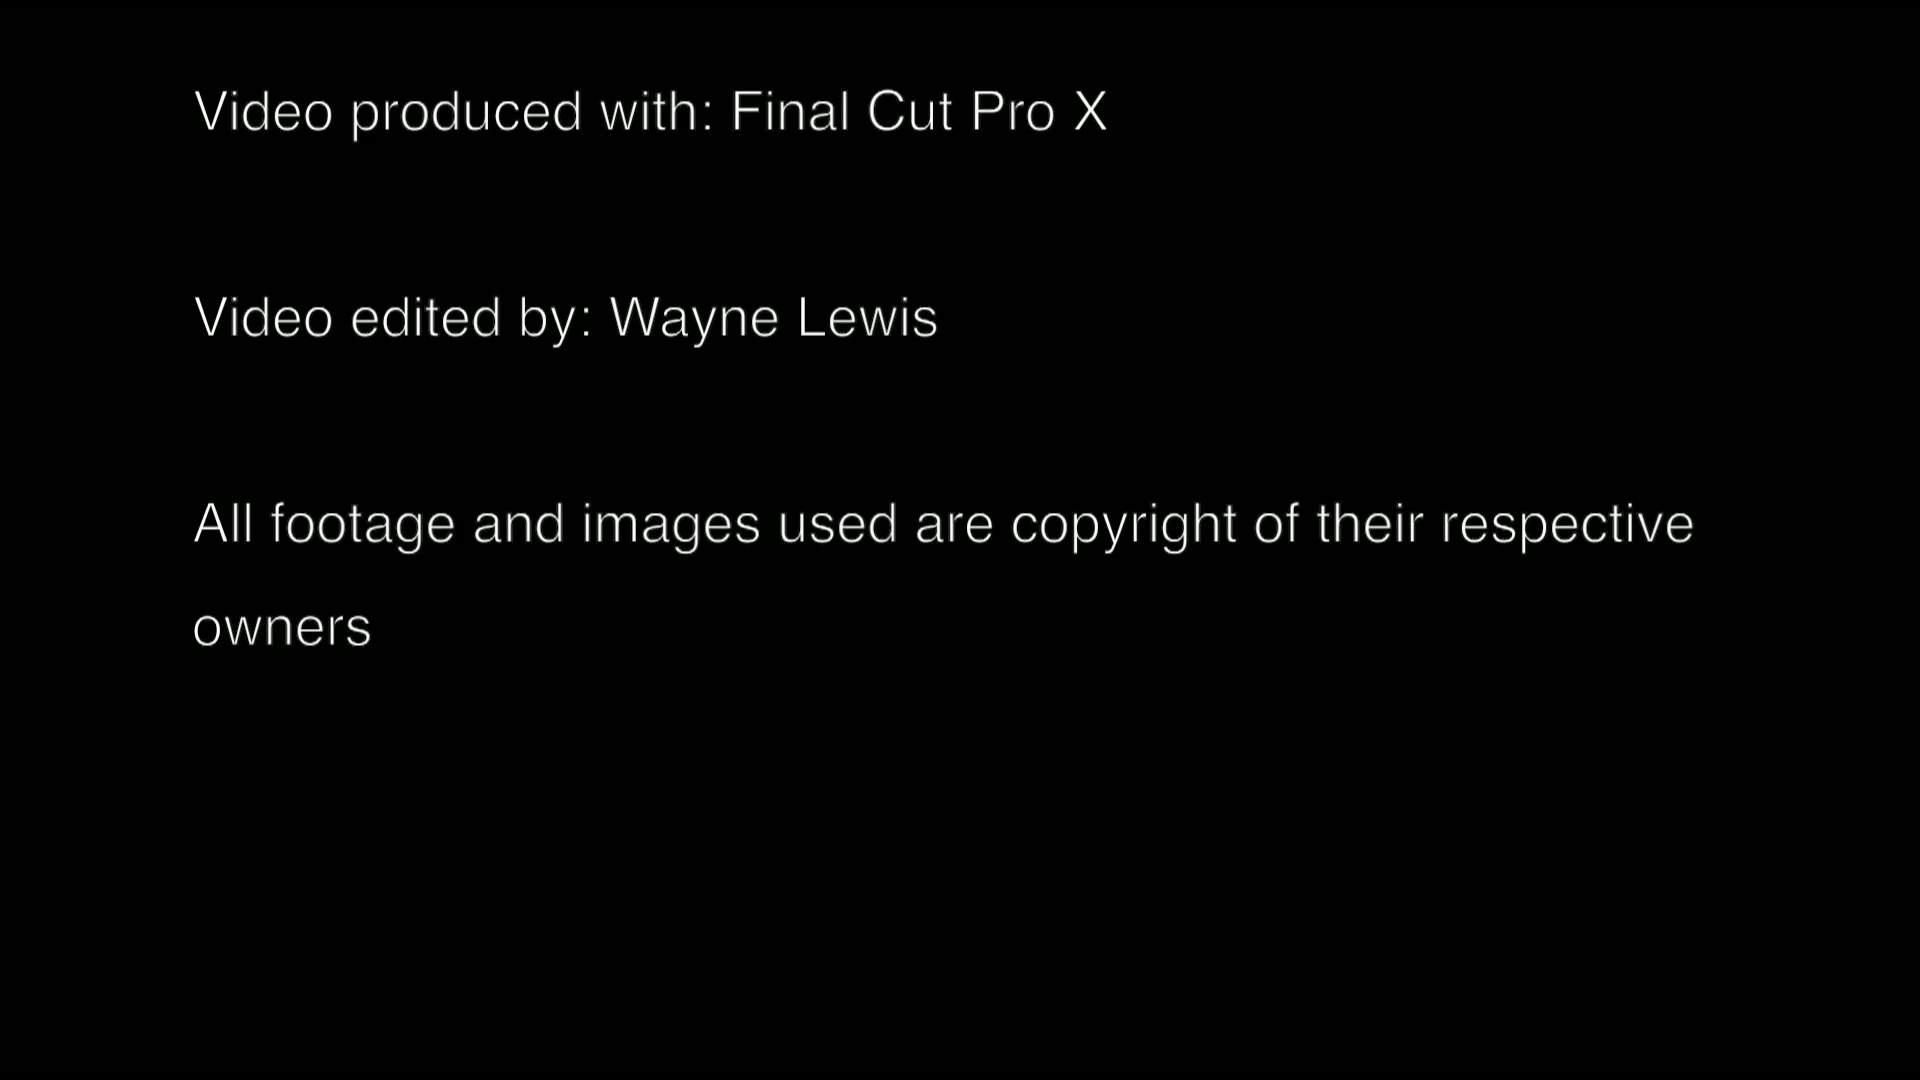 Video produced with: Final Cut Pro X
Video edited by: Wayne Lewis
All footage and images used are copyright of their respective
owners